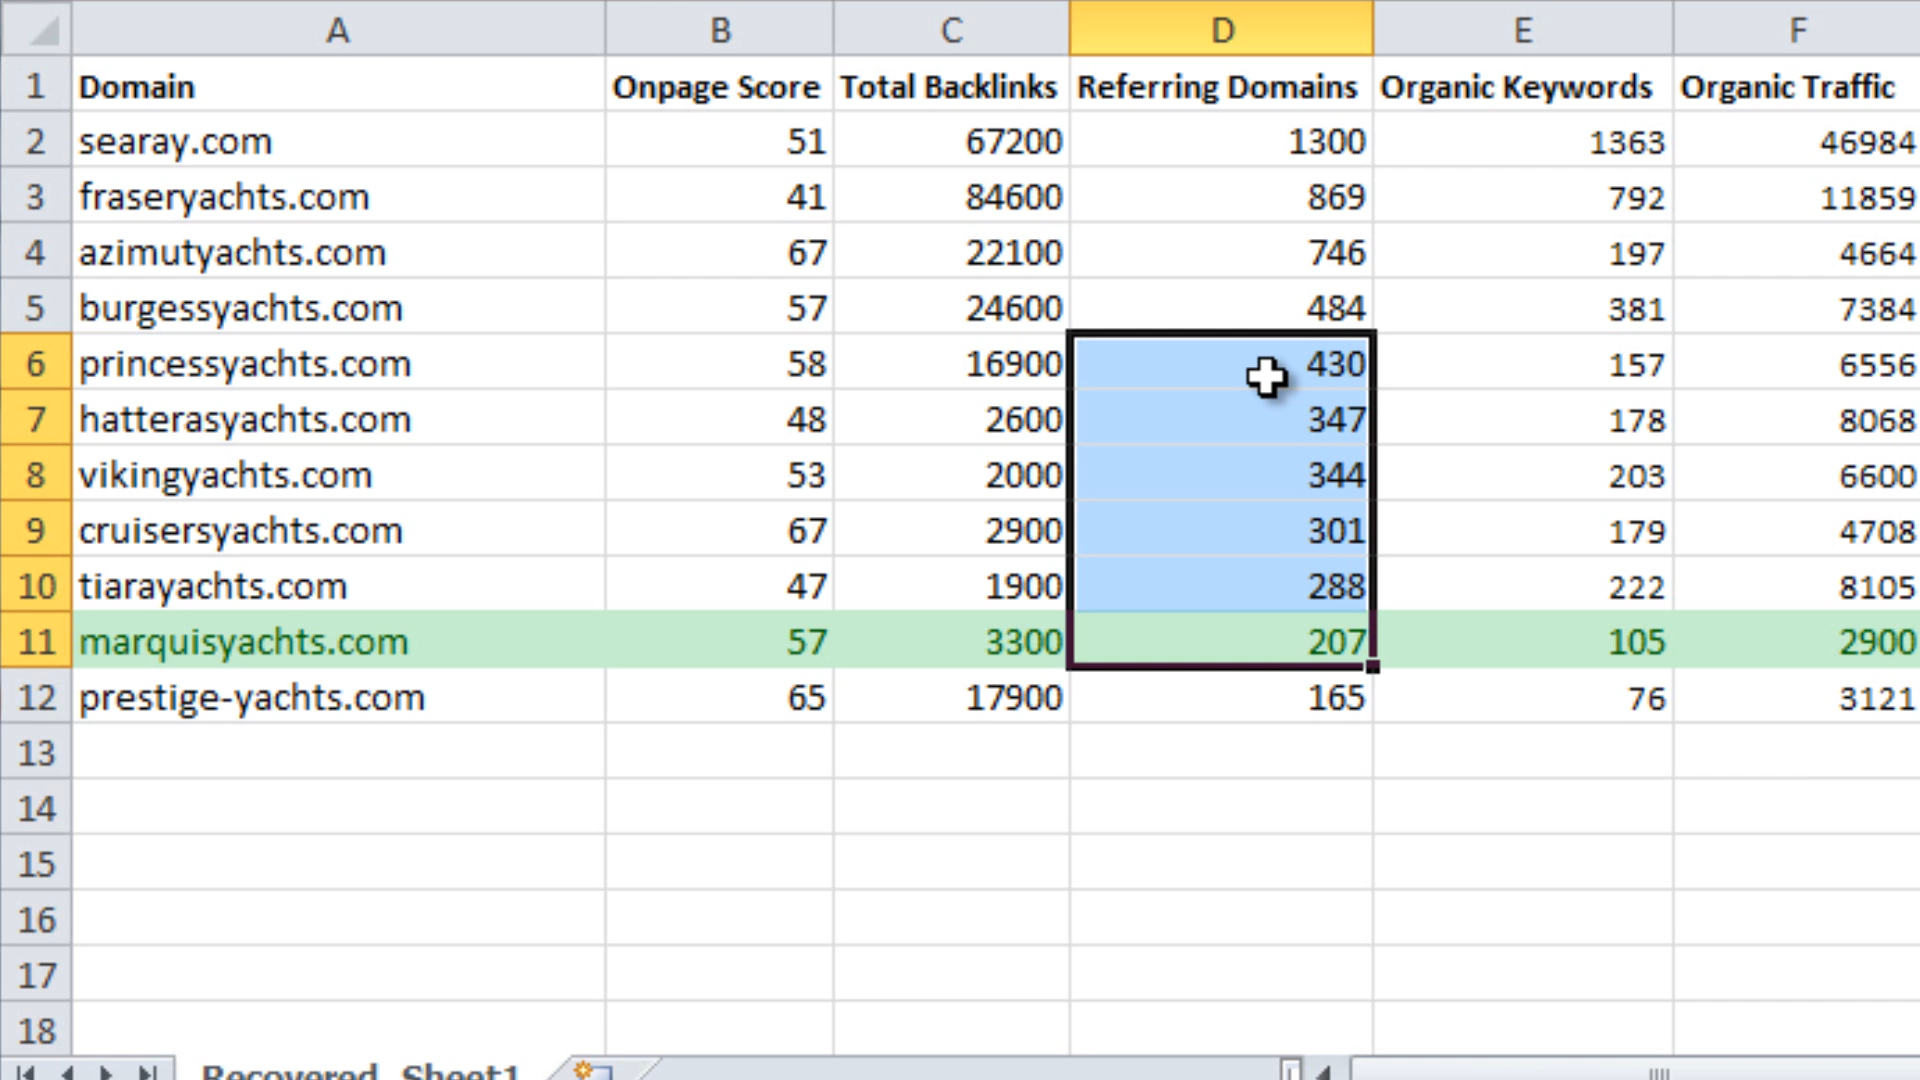 A B C D E F
1 Domain Onpage Score Total Backlinks Referring Domains Organic Keywords Organic Traffic
2 searay.com 51 67200 1300 1363 46984
3 fraseryachts.com 41 84600 869 792 11859
4 azimutyachts.com 67 22100 746 197 4664
5 burgessyachts.com 57 24600 484 381 7384
6 princessyachts.com 58 16900 430 157 6556
7 hatterasyachts.com 48 2600 347 178 8068
8 vikingyachts.com 53 2000 344 203 6600
9 cruisersyachts.com 67 2900 301 179 4708
10 tiarayachts.com 47 1900 288 222 8105
11 marquisyachts.com 57 3300 207 105 2900
12 prestige-yachts.com 65 17900 165 76 3121
13
14
15
16
17
18
Recovered_Sheet1